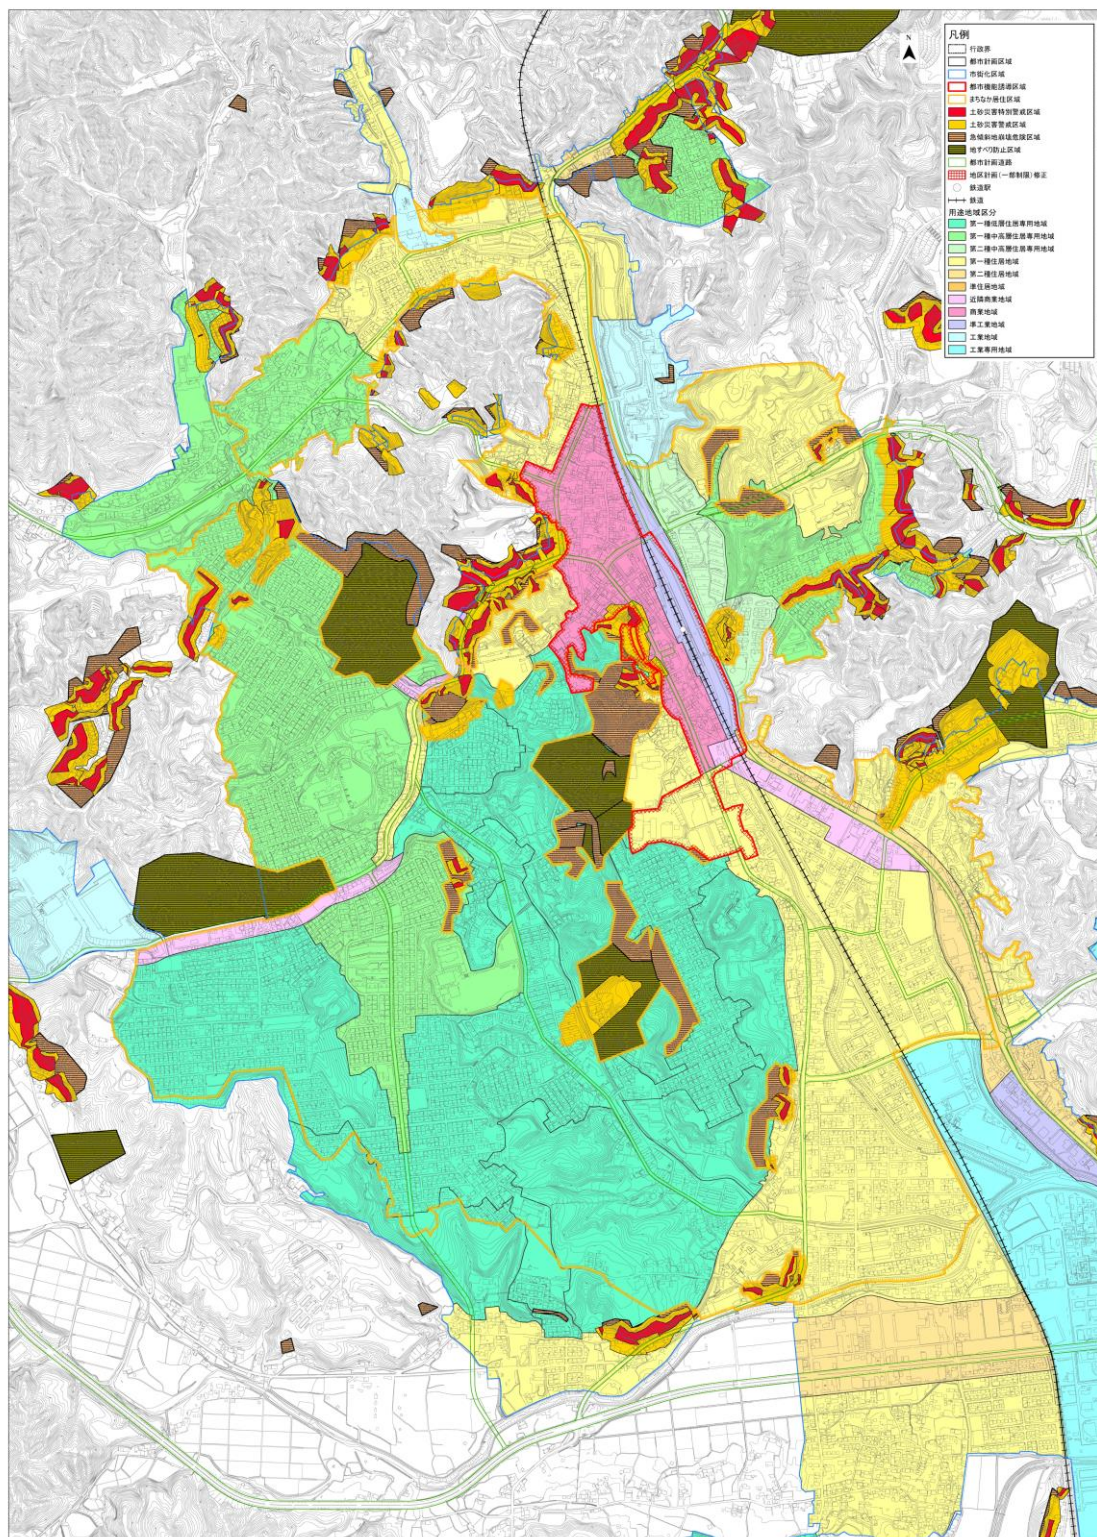 N
凡例
行政界
都市計画区域
市街化区域
都市機能誘導区域
まちなか居住区域
土砂災害特別警戒区域
土砂災害警戒区域
急傾斜地崩壊危険区域
地すべり防止区域
都市計画道路
地区計画(一部制限)修正
鉄道駅
鉄道
用途地域区分
第一種低層住居専用地域
第一種中高層住居専用地域
第二種中高層住居専用地域
第一種住居地域
第二種住居地域
準住居地域
近隣商業地域
商業地域
準工業地域
工業地域
工業専用地域